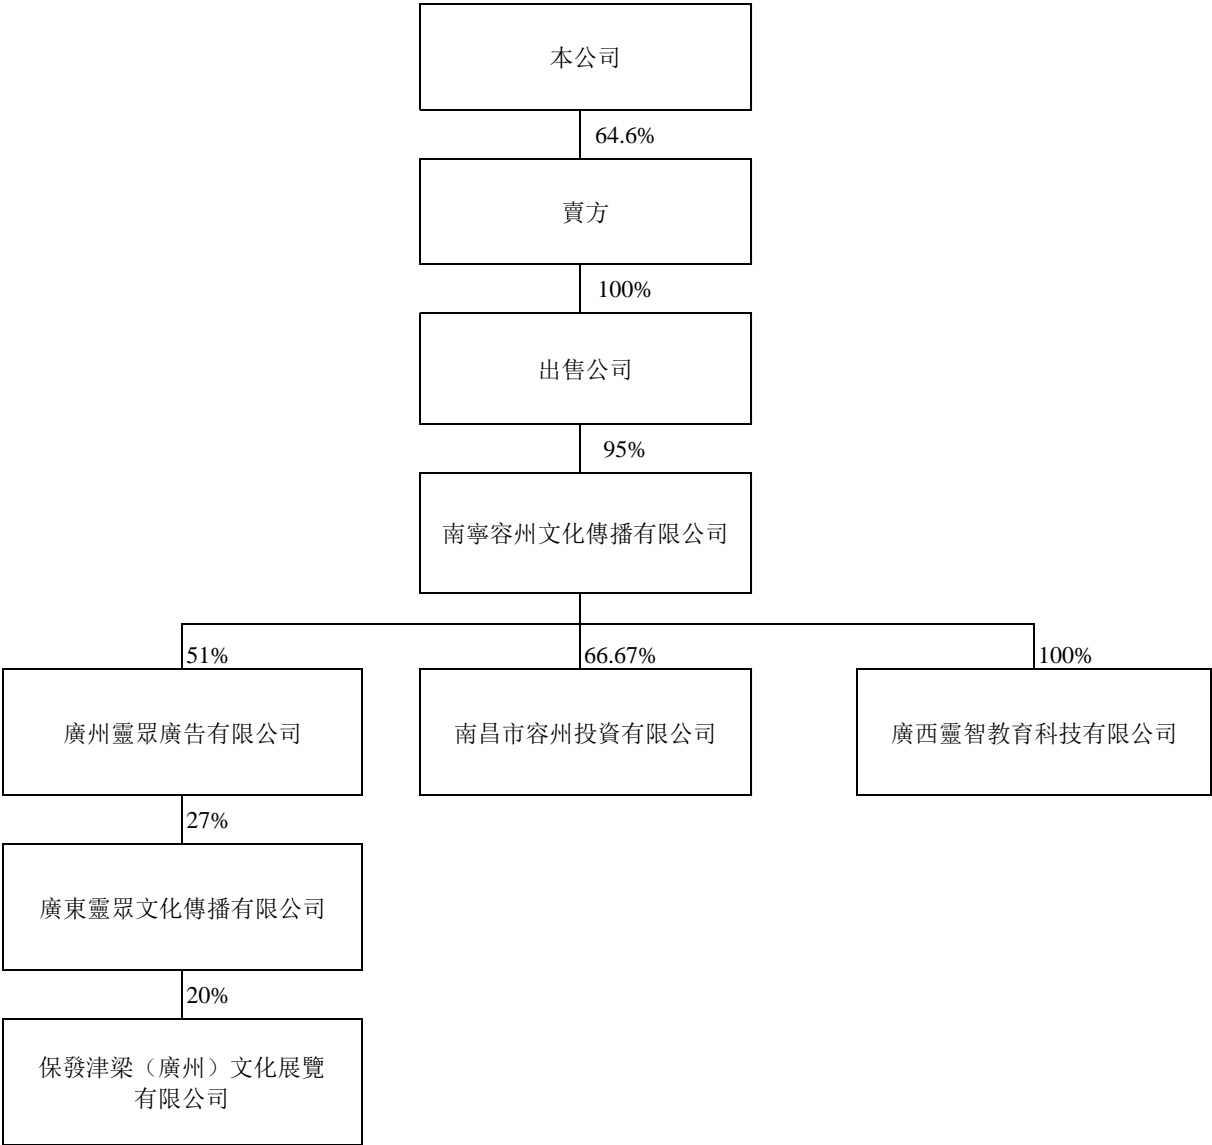 本公司
64.6%
賣方
100%
出售公司
95%
南寧容州文化傳播有限公司
51%
66.67%
100%
廣州靈眾廣告有限公司
南昌市容州投資有限公司
廣西靈智教育科技有限公司
27%
廣東靈眾文化傳播有限公司
20%
保發津梁（廣州）文化展覽
有限公司